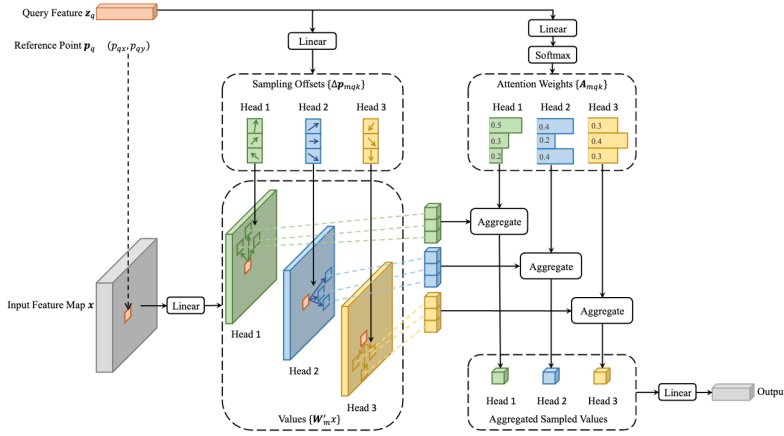 Query Feature z_q
Reference Point p_q (p_qx, p_qy)
Linear
Linear
Softmax
Sampling Offsets {Δp_mqk}
Attention Weights {A_mqk}
Head 1 Head 2 Head 3
Head 1 Head 2 Head 3
0.5 0.4 0.3
0.3 0.2 0.4
0.2 0.4 0.3
Aggregate
Aggregate
Aggregate
Input Feature Map x
Linear
Head 1
Head 2
Head 3
Values {W'_m x}
Head 1 Head 2 Head 3
Aggregated Sampled Values
Linear
Outpu